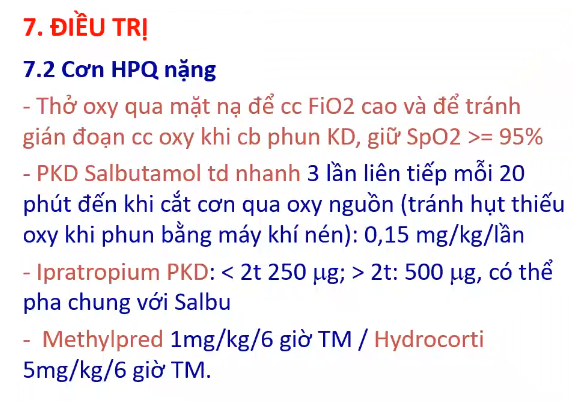 7. ĐIỀU TRỊ
7.2 Cơn HPQ nặng
- Thở oxy qua mặt nạ để cc FiO2 cao và để tránh
gián đoạn cc oxy khi cb phun KD, giữ SpO2 >= 95%
- PKD Salbutamol td nhanh 3 lần liên tiếp mỗi 20
phút đến khi cắt cơn qua oxy nguồn (tránh hụt thiếu
oxy khi phun bằng máy khí nén): 0,15 mg/kg/lần
- Ipratropium PKD: < 2t 250 μg; > 2t: 500 μg, có thể
pha chung với Salbu
- Methylpred 1mg/kg/6 giờ TM / Hydrocorti
5mg/kg/6 giờ TM.